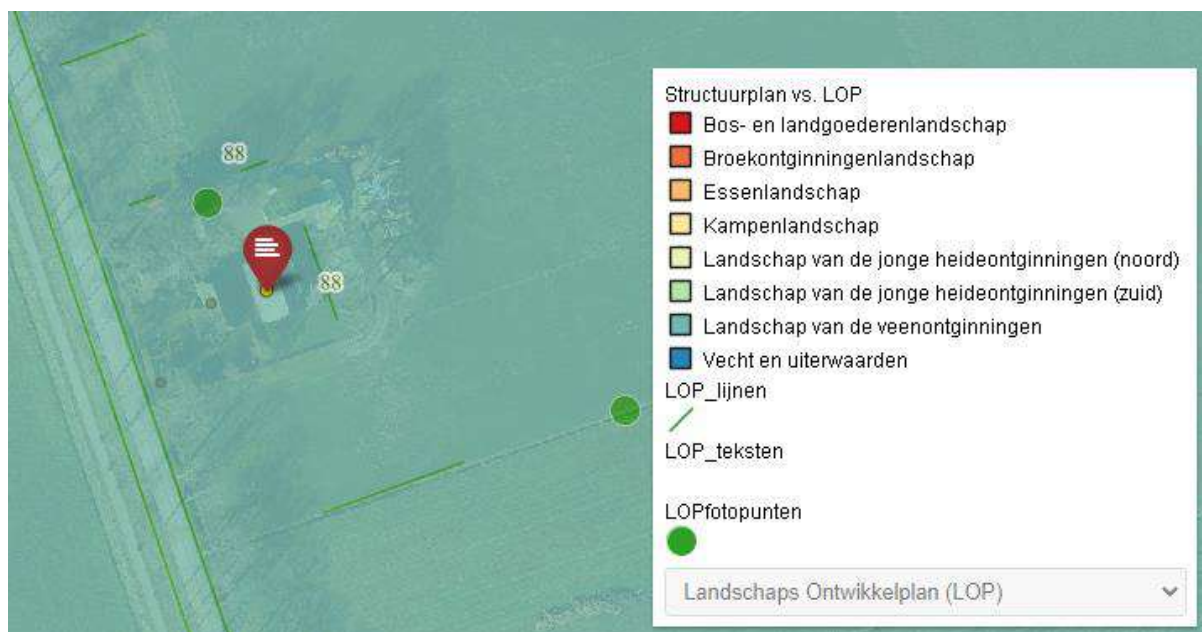 88
88
Structuurplan vs. LOP
Bos- en landgoederenlandschap
Broekontginningenlandschap
Essenlandschap
Kampenlandschap
Landschap van de jonge heideontginningen (noord)
Landschap van de jonge heideontginningen (zuid)
Landschap van de veenontginningen
Vecht en uiterwaarden
LOP_lijnen
LOP_teksten
LOPfotopunten
Landschaps Ontwikkelplan (LOP)